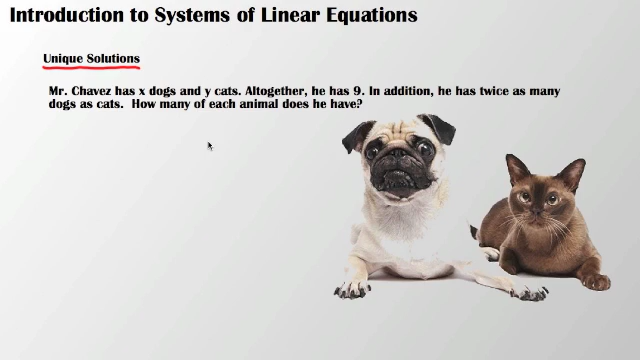 Introduction to Systems of Linear Equations
Unique Solutions
Mr. Chavez has x dogs and y cats. Altogether, he has 9. In addition, he has twice as many
dogs as cats. How many of each animal does he have?